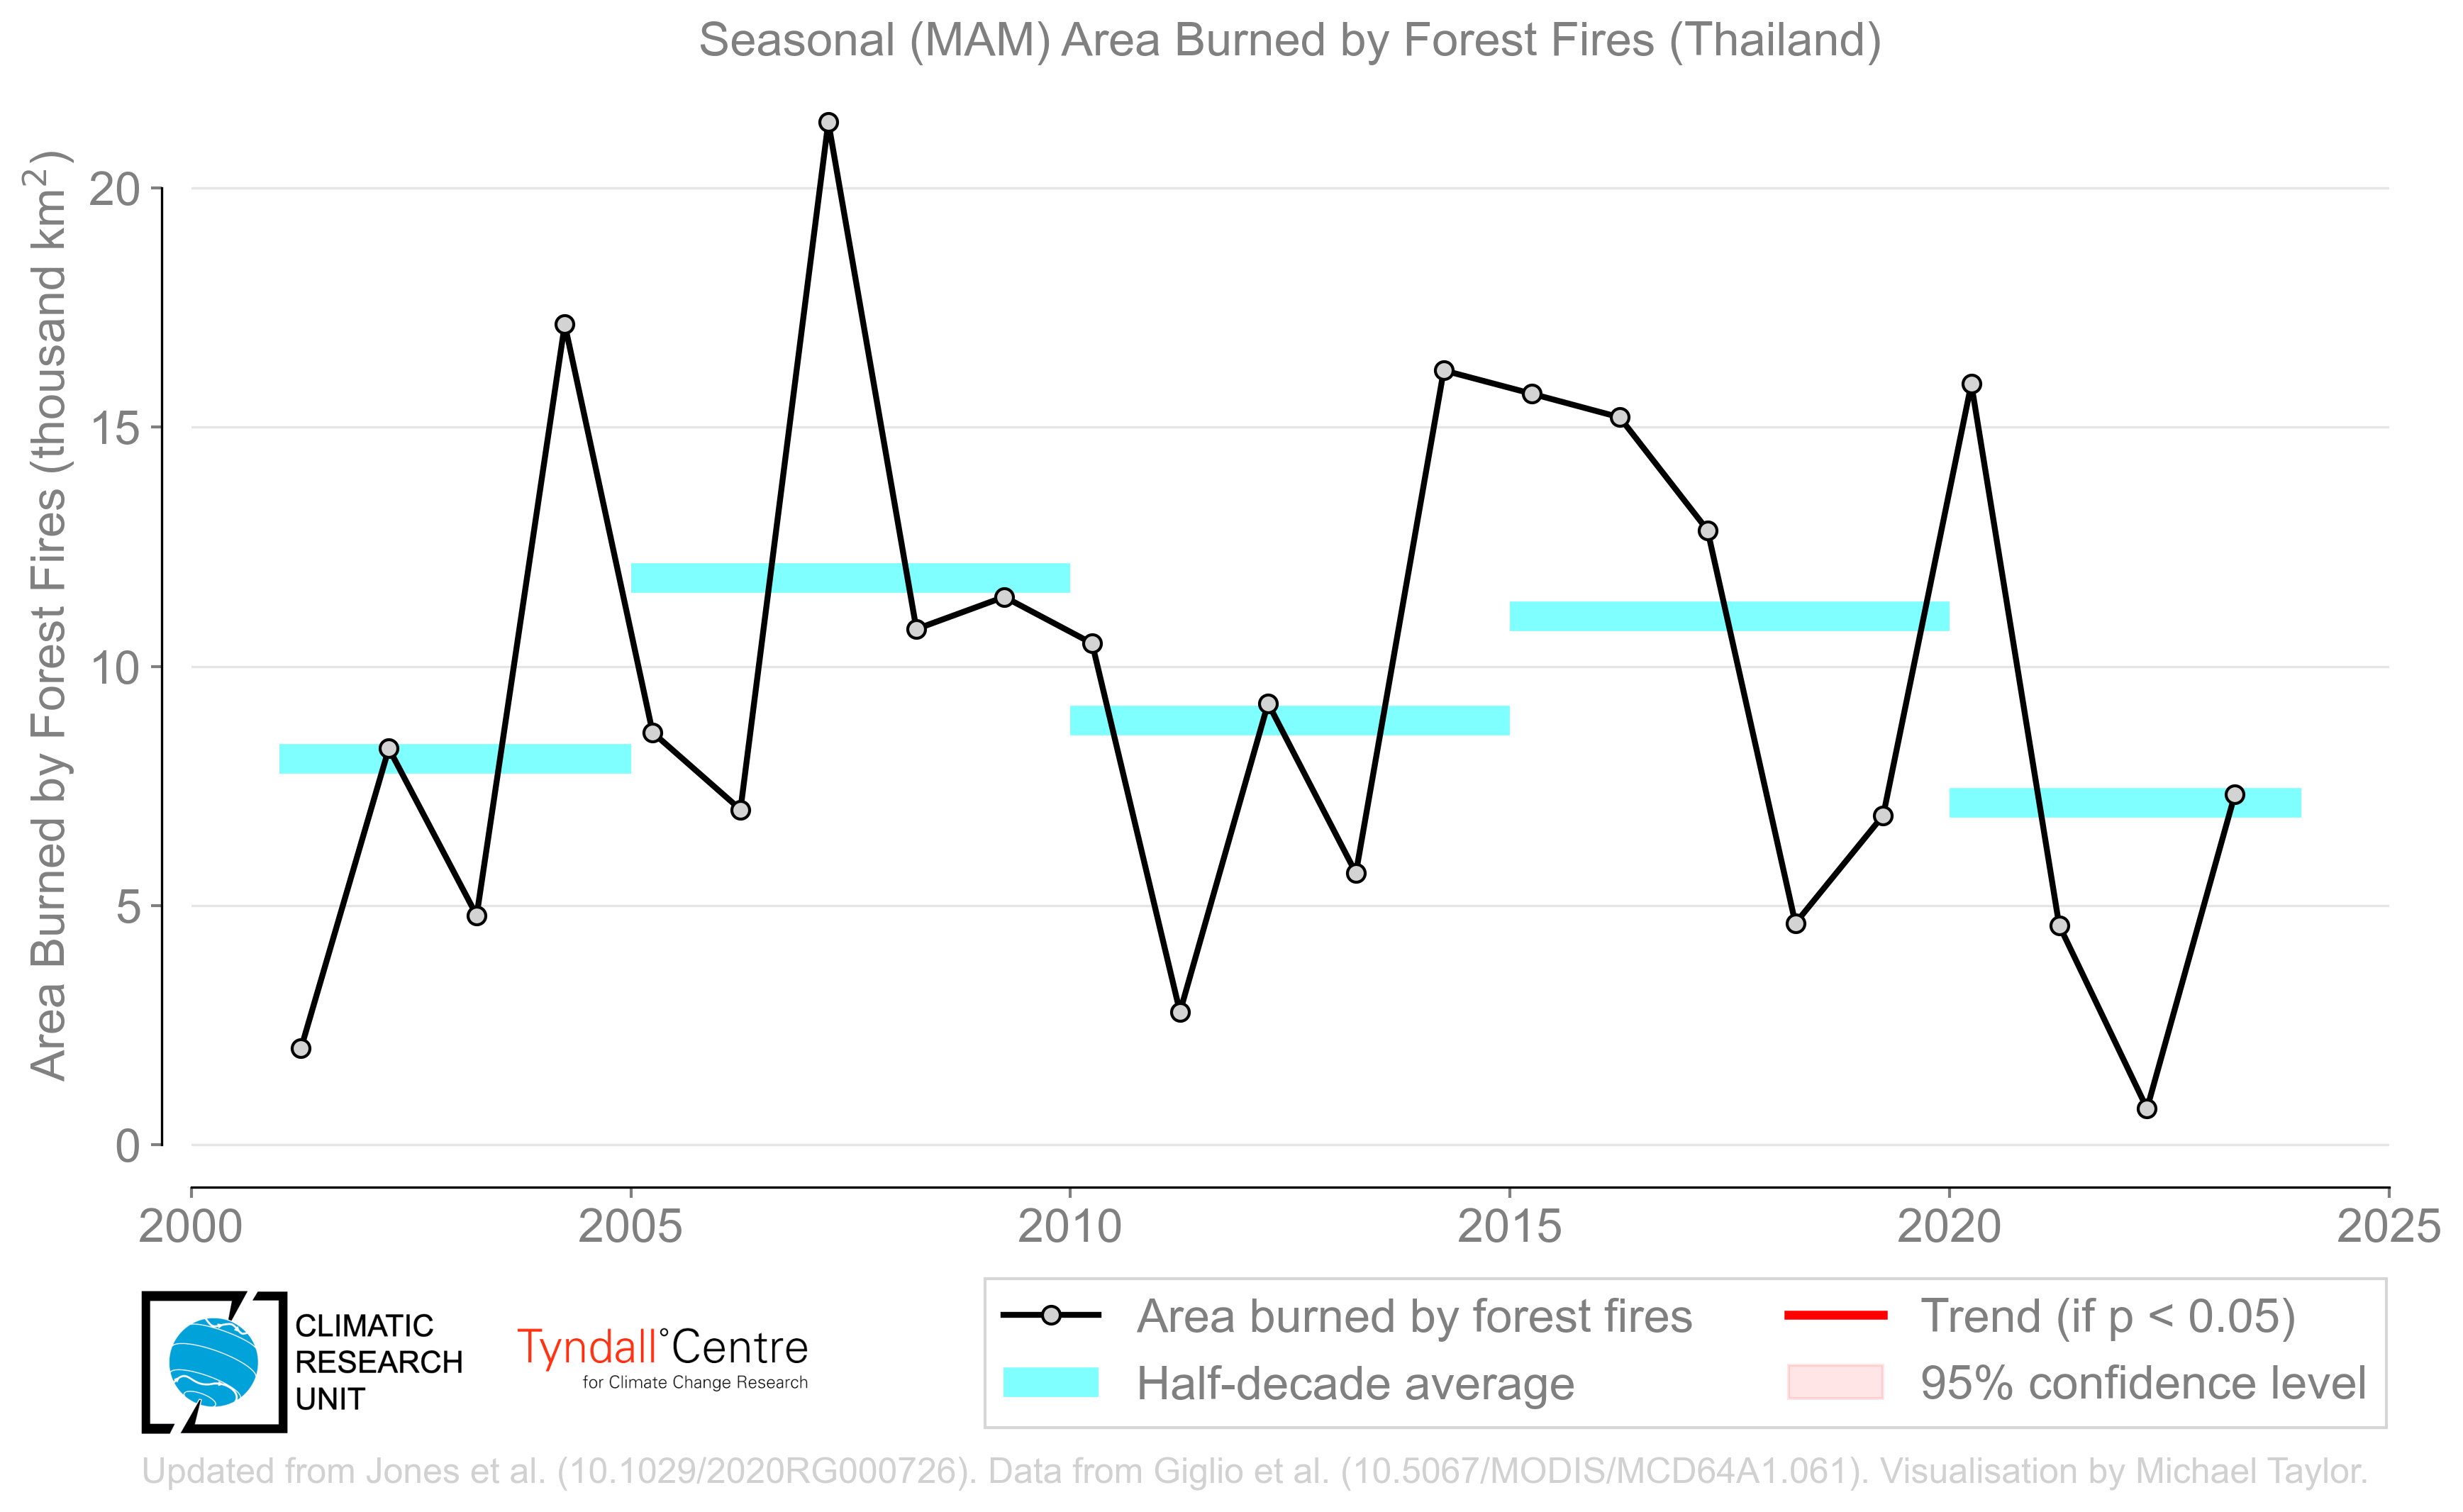 Seasonal (MAM) Area Burned by Forest Fires (Thailand)
Area Burned by Forest Fires (thousand km²)
20
15
10
5
0
2000 2005 2010 2015 2020 2025
CLIMATIC
RESEARCH
UNIT
Tyndall°Centre
for Climate Change Research
Area burned by forest fires
Half-decade average
Trend (if p < 0.05)
95% confidence level
Updated from Jones et al. (10.1029/2020RG000726). Data from Giglio et al. (10.5067/MODIS/MCD64A1.061). Visualisation by Michael Taylor.